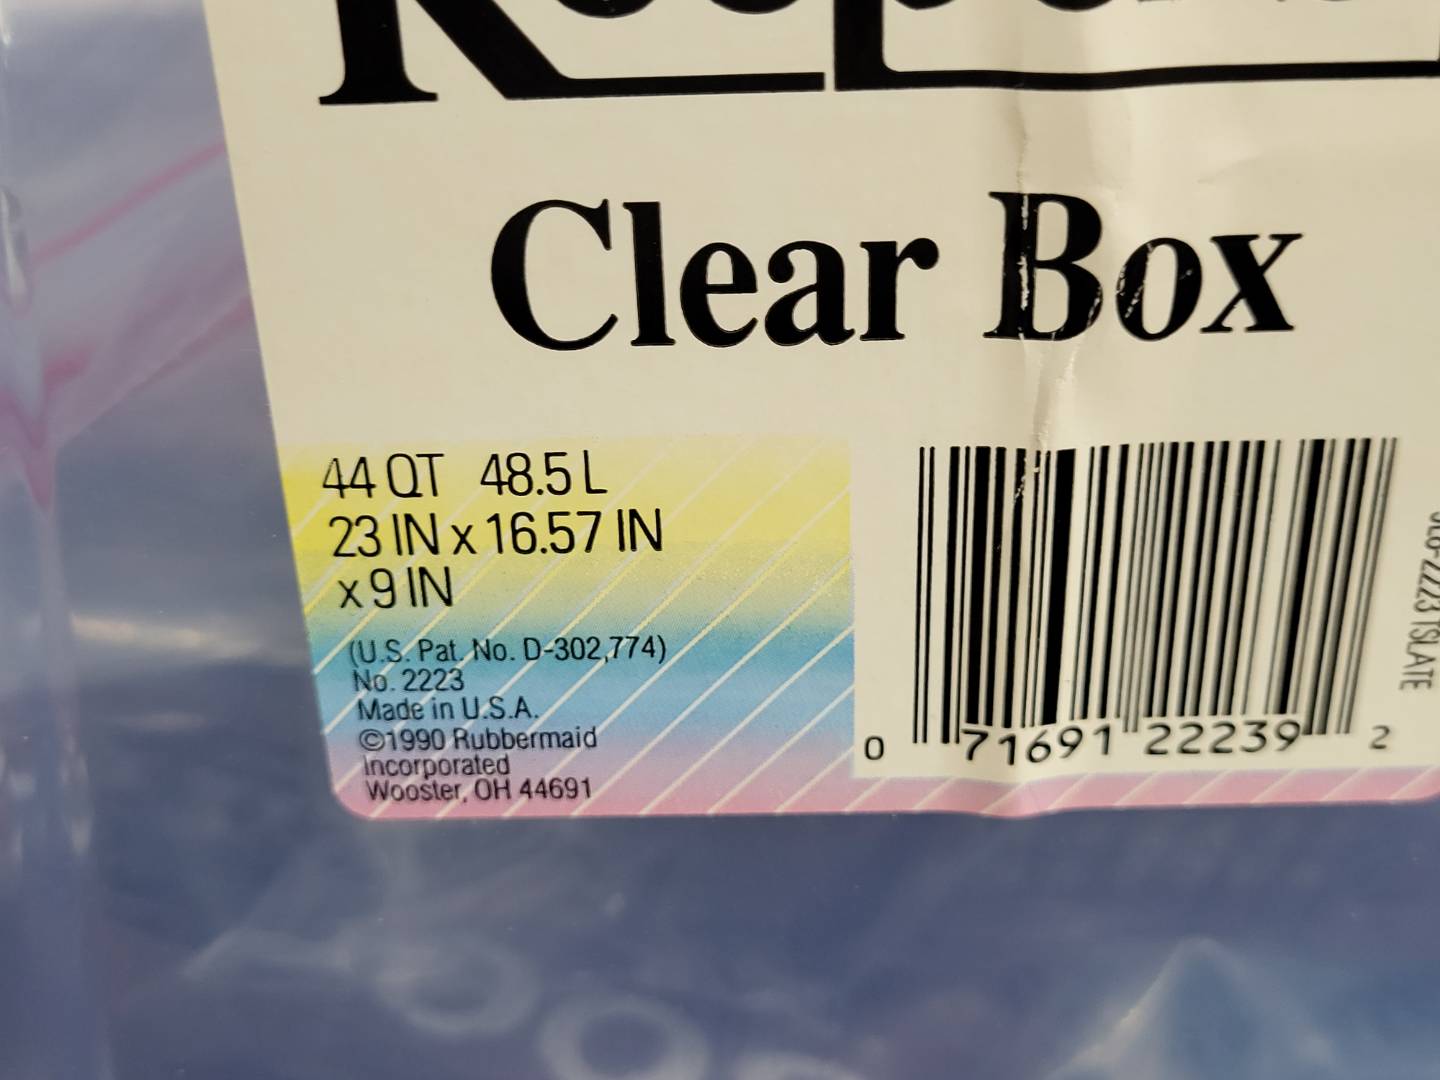 Keepers
Clear Box
44 QT 48.5 L
23 IN x 16.57 IN
x 9 IN
(U.S. Pat. No. D-302,774)
No. 2223
Made in U.S.A.
©1990 Rubbermaid
Incorporated
Wooster, OH 44691
0 71691 22239 2